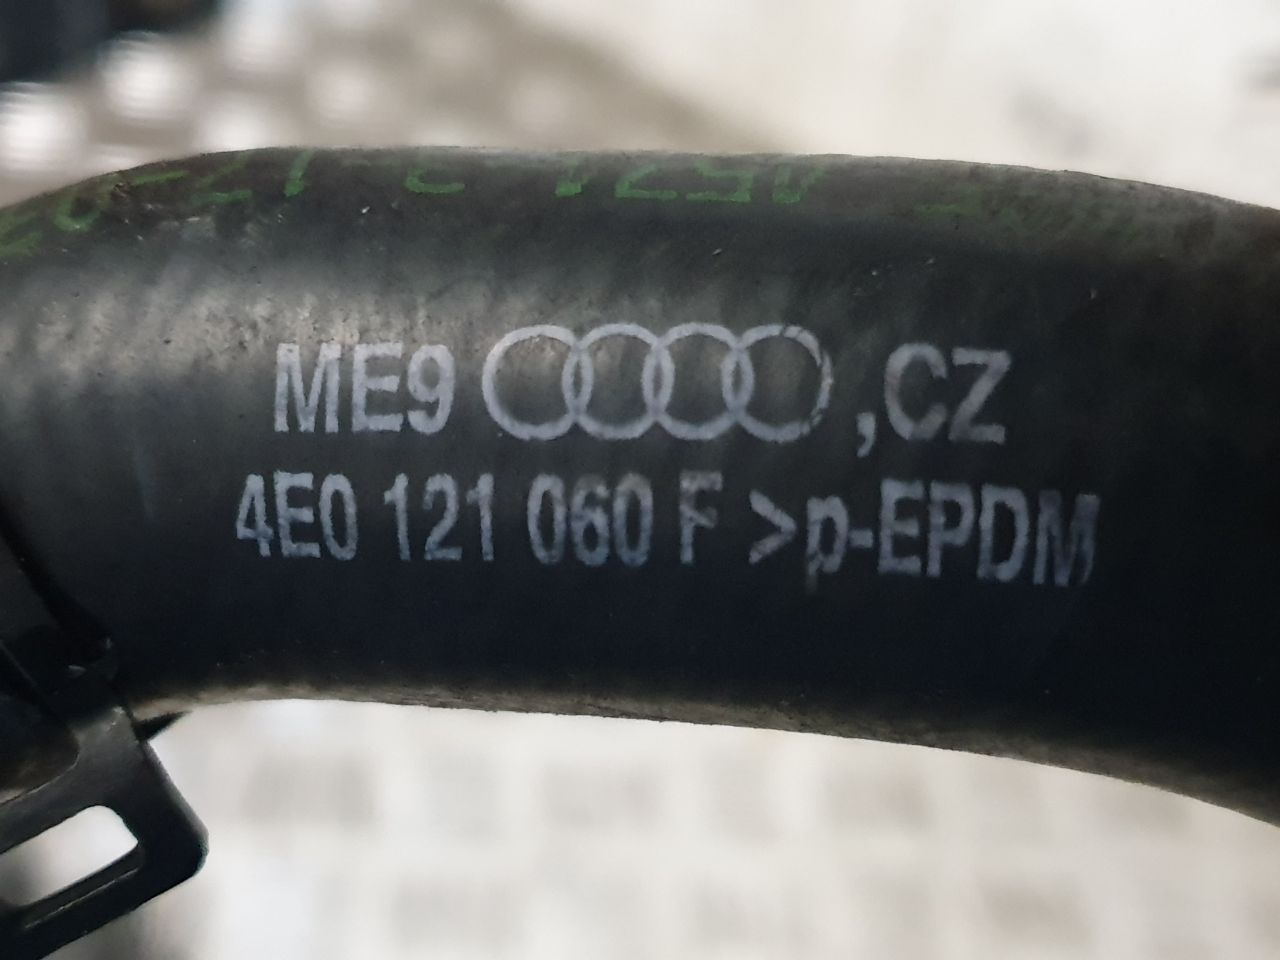 ME9 ,CZ
4E0 121 060 F >p-EPDM